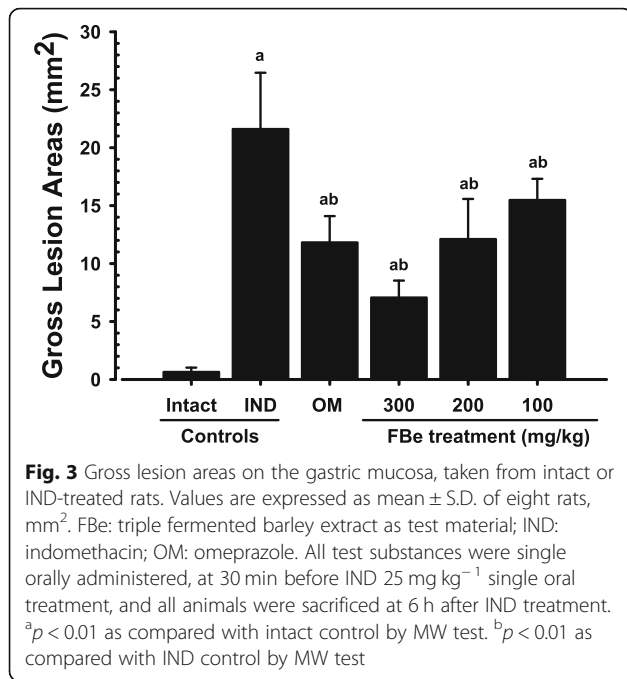 Gross Lesion Areas (mm²)
30
25
20
15
10
5
0
a
ab
ab
ab
ab
Intact IND OM 300 200 100
Controls FBe treatment (mg/kg)
Fig. 3 Gross lesion areas on the gastric mucosa, taken from intact or
IND-treated rats. Values are expressed as mean ± S.D. of eight rats,
mm². FBe: triple fermented barley extract as test material; IND:
indomethacin; OM: omeprazole. All test substances were single
orally administered, at 30 min before IND 25 mg kg⁻¹ single oral
treatment, and all animals were sacrificed at 6 h after IND treatment.
ᵃp < 0.01 as compared with intact control by MW test. ᵇp < 0.01 as
compared with IND control by MW test